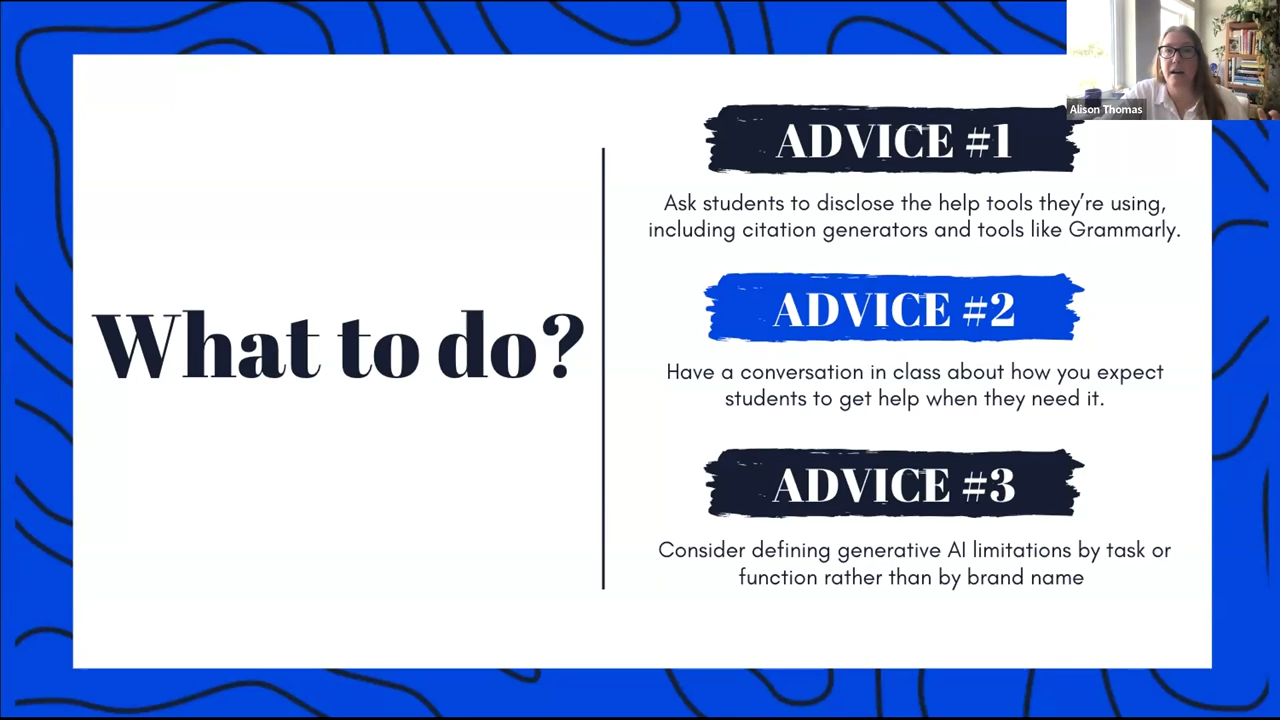 Alison Thomas
What to do?
ADVICE #1
Ask students to disclose the help tools they’re using,
including citation generators and tools like Grammarly.
ADVICE #2
Have a conversation in class about how you expect
students to get help when they need it.
ADVICE #3
Consider defining generative AI limitations by task or
function rather than by brand name